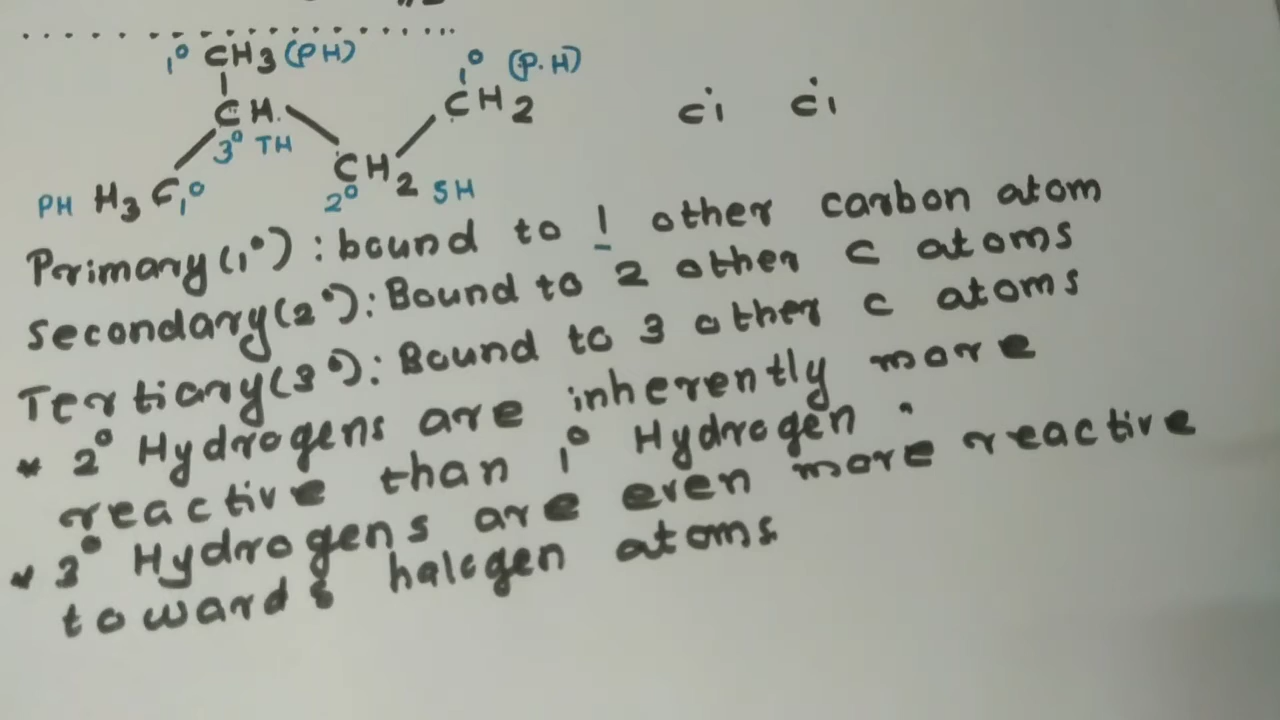 1° CH3 (PH)
1° (P.H)
CH.
CH2
3° TH
CH2
2° SH
PH H3C 1°
Ci Ci
Primary (1°): bound to 1 other carbon atom
Secondary (2°): Bound to 2 other C atoms
Tertiary (3°): Bound to 3 other C atoms
* 2° Hydrogens are inherently more
reactive than 1° Hydrogen.
* 3° Hydrogens are even more reactive
towards halogen atoms